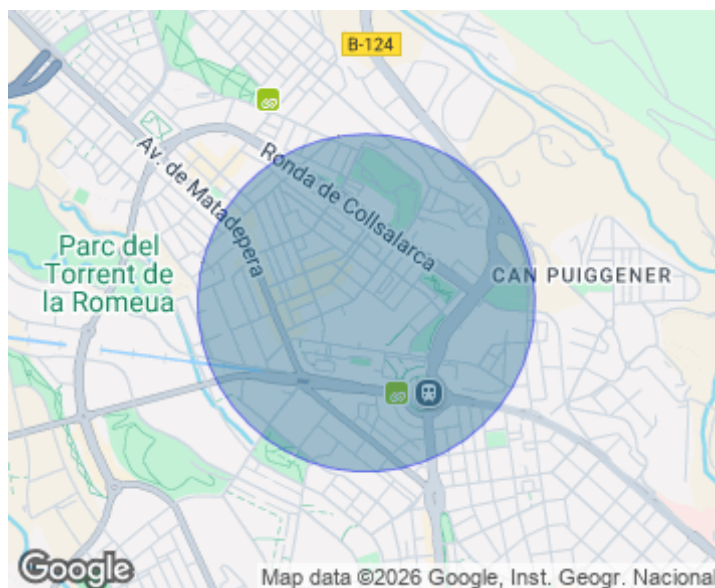 B-124
Ronda de Collsalarca
Av. de Matadepera
Parc del
Torrent de
la Romeua
CAN PUIGGENER
Google
Map data ©2026 Google, Inst. Geogr. Nacional